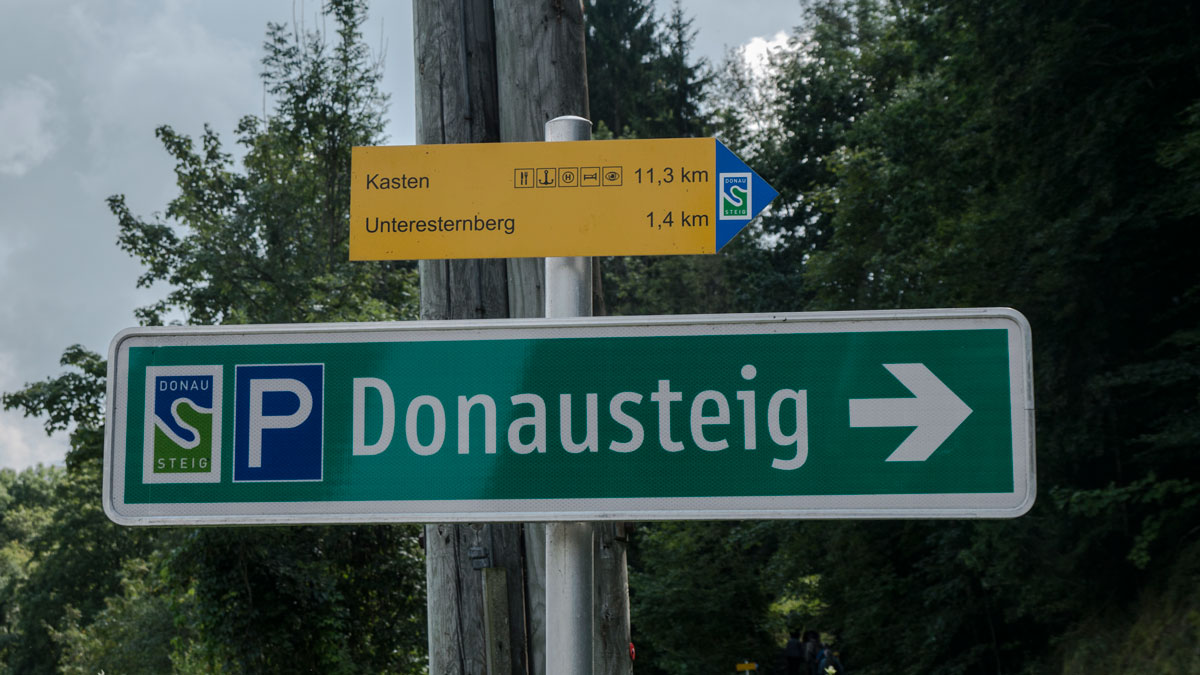 Kasten H 11,3 km
Unteresternberg 1,4 km
DONAU
STEIG
DONAU
STEIG
P
Donausteig